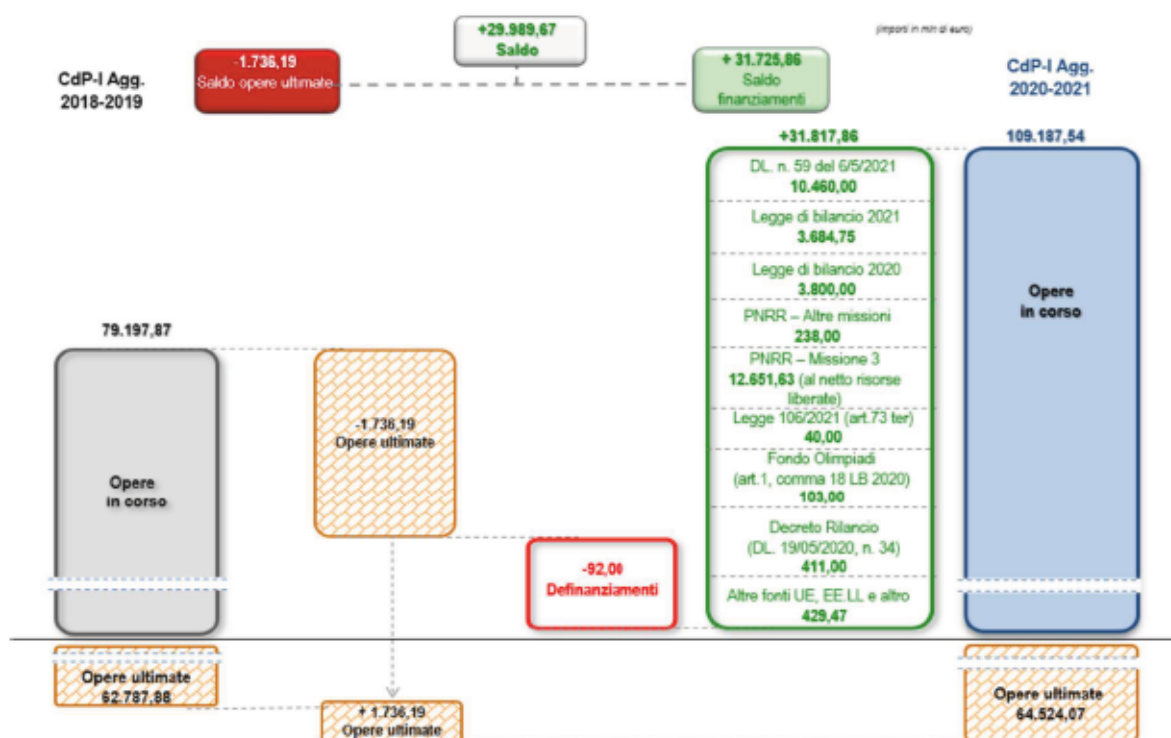 (importi in mln di euro)
+29.989,67
Saldo
-1.736,19
Saldo opere ultimate
+ 31.725,86
Saldo
finanziamenti
CdP-I Agg.
2018-2019
CdP-I Agg.
2020-2021
+31.817,86
109.187,54
DL. n. 59 del 6/5/2021
10.460,00
Legge di bilancio 2021
3.684,75
Legge di bilancio 2020
3.800,00
PNRR – Altre missioni
238,00
PNRR – Missione 3
12.651,63 (al netto risorse
liberate)
Legge 106/2021 (art.73 ter)
40,00
Fondo Olimpiadi
(art.1, comma 18 LB 2020)
103,00
Decreto Rilancio
(DL. 19/05/2020, n. 34)
411,00
Altre fonti UE, EE.LL e altro
429,47
Opere
in corso
79.197,87
Opere
in corso
-1.736,19
Opere ultimate
-92,00
Definanziamenti
Opere ultimate
62.787,88
+ 1.736,19
Opere ultimate
Opere ultimate
64.524,07